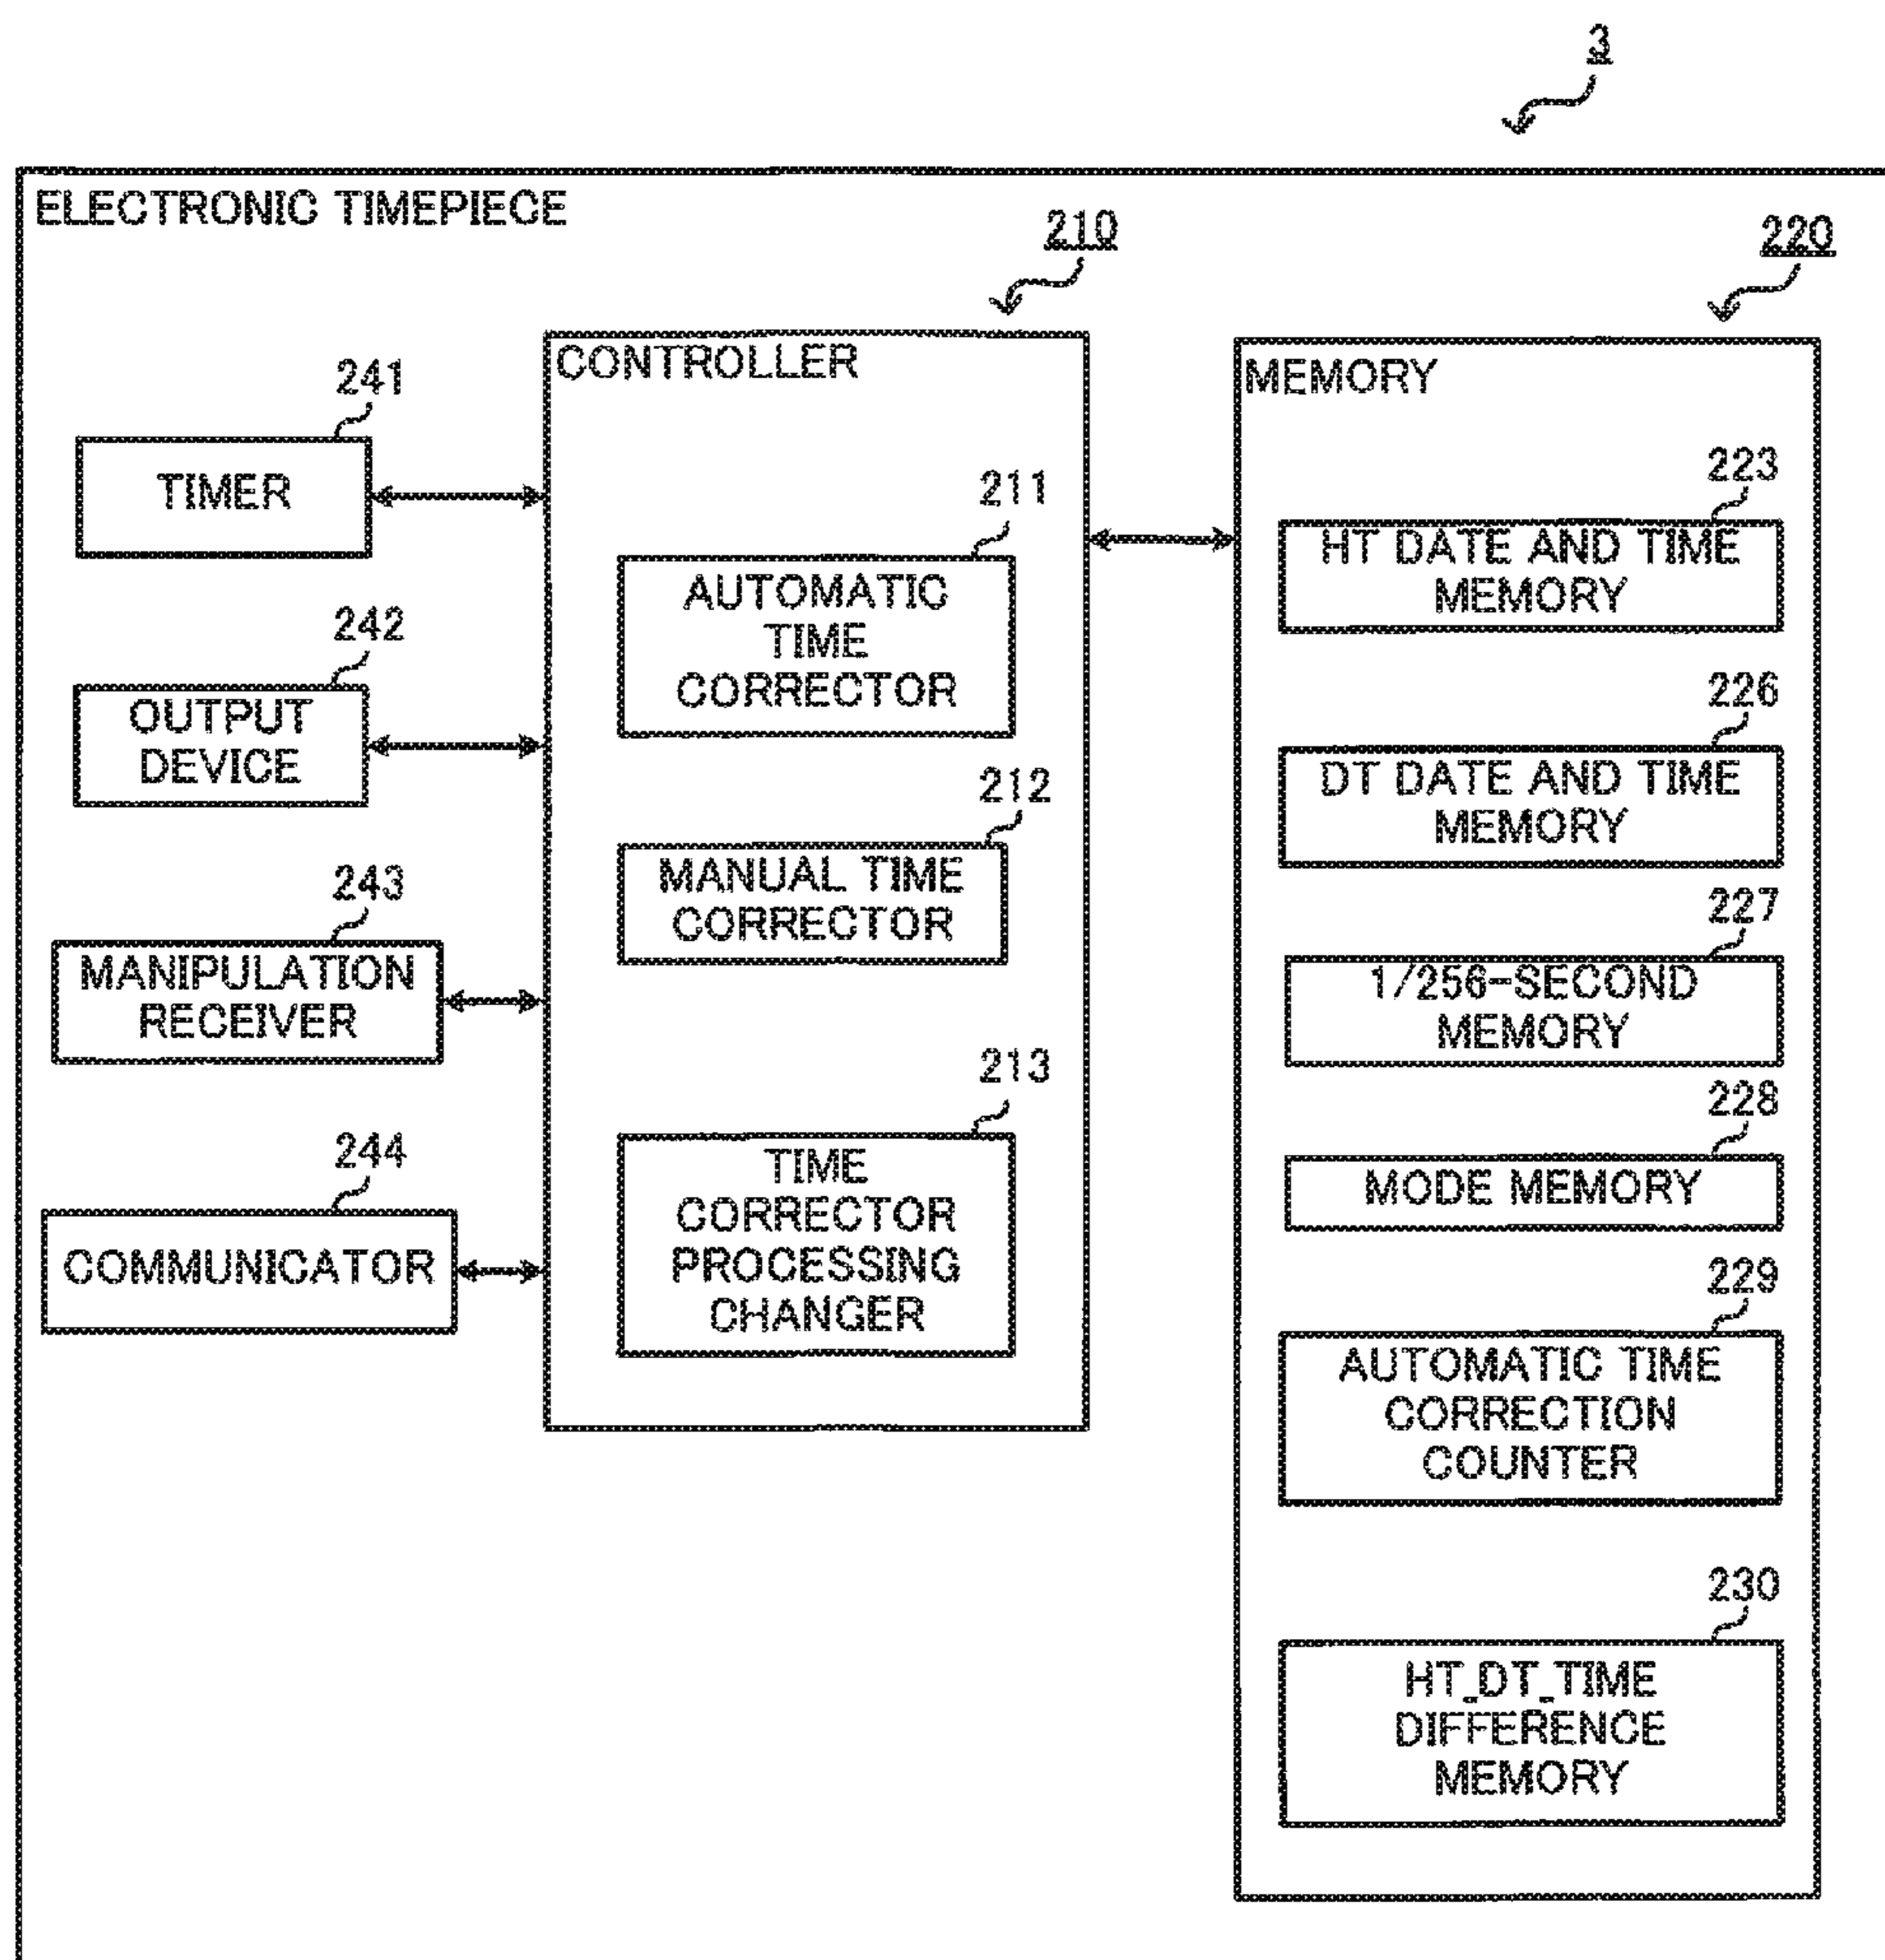 3
ELECTRONIC TIMEPIECE
210
220
CONTROLLER
MEMORY
241
TIMER
242
OUTPUT
DEVICE
243
MANIPULATION
RECEIVER
244
COMMUNICATOR
211
AUTOMATIC
TIME
CORRECTOR
212
MANUAL TIME
CORRECTOR
213
TIME
CORRECTOR
PROCESSING
CHANGER
223
HT DATE AND TIME
MEMORY
226
DT DATE AND TIME
MEMORY
227
1/256-SECOND
MEMORY
228
MODE MEMORY
229
AUTOMATIC TIME
CORRECTION
COUNTER
230
HT_DT_TIME
DIFFERENCE
MEMORY